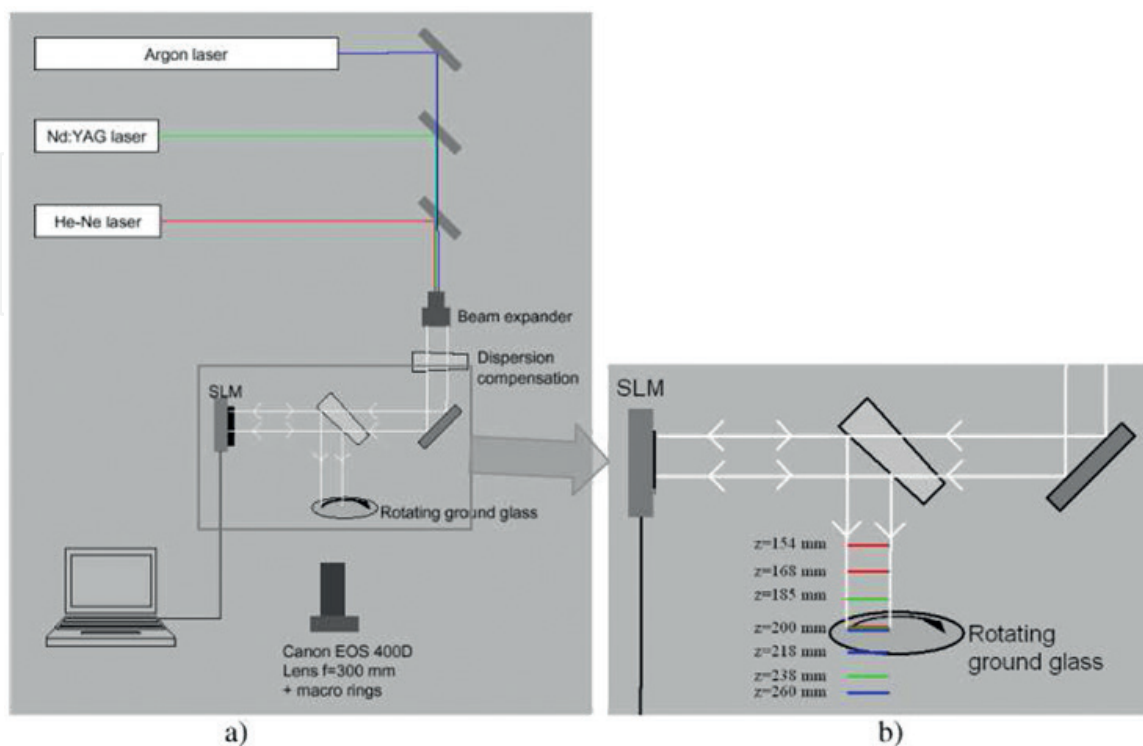 Argon laser
Nd:YAG laser
He-Ne laser
Beam expander
Dispersion
compensation
SLM
Rotating ground glass
Canon EOS 400D
Lens f=300 mm
+ macro rings
a)
SLM
z=154 mm
z=168 mm
z=185 mm
z=200 mm
z=218 mm
z=238 mm
z=260 mm
Rotating
ground glass
b)